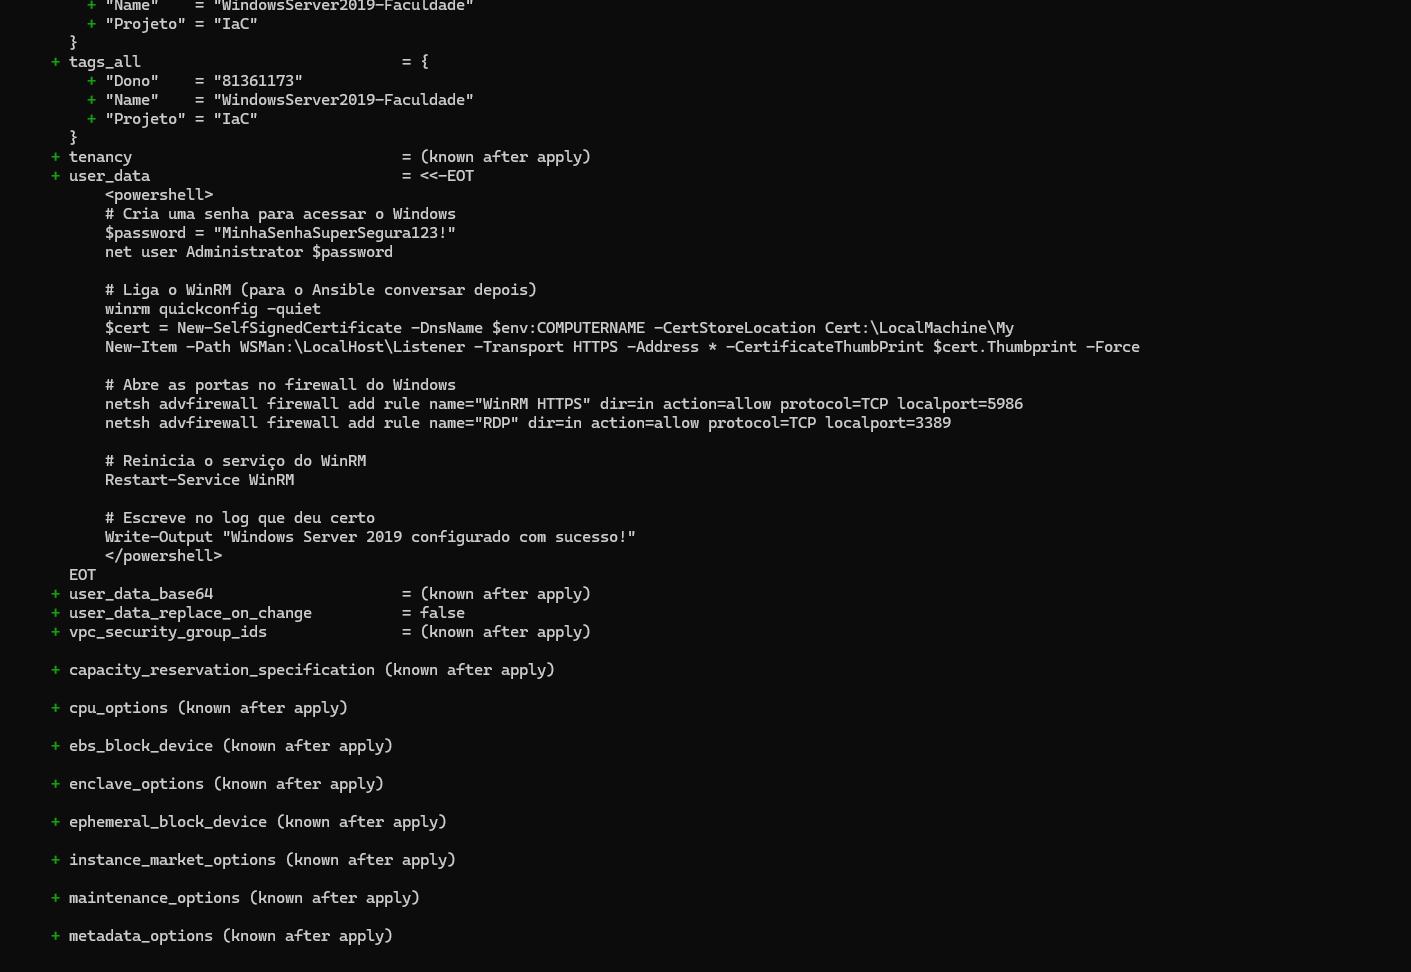 + "Name"    = "WindowsServer2019-Faculdade"
+ "Projeto" = "IaC"
}
+ tags_all                             = {
+ "Dono"    = "81361173"
+ "Name"    = "WindowsServer2019-Faculdade"
+ "Projeto" = "IaC"
}
+ tenancy                              = (known after apply)
+ user_data                            = <<-EOT
<powershell>
# Cria uma senha para acessar o Windows
$password = "MinhaSenhaSuperSegura123!"
net user Administrator $password
# Liga o WinRM (para o Ansible conversar depois)
winrm quickconfig -quiet
$cert = New-SelfSignedCertificate -DnsName $env:COMPUTERNAME -CertStoreLocation Cert:\LocalMachine\My
New-Item -Path WSMan:\LocalHost\Listener -Transport HTTPS -Address * -CertificateThumbPrint $cert.Thumbprint -Force
# Abre as portas no firewall do Windows
netsh advfirewall firewall add rule name="WinRM HTTPS" dir=in action=allow protocol=TCP localport=5986
netsh advfirewall firewall add rule name="RDP" dir=in action=allow protocol=TCP localport=3389
# Reinicia o serviço do WinRM
Restart-Service WinRM
# Escreve no log que deu certo
Write-Output "Windows Server 2019 configurado com sucesso!"
</powershell>
EOT
+ user_data_base64                     = (known after apply)
+ user_data_replace_on_change          = false
+ vpc_security_group_ids               = (known after apply)
+ capacity_reservation_specification (known after apply)
+ cpu_options (known after apply)
+ ebs_block_device (known after apply)
+ enclave_options (known after apply)
+ ephemeral_block_device (known after apply)
+ instance_market_options (known after apply)
+ maintenance_options (known after apply)
+ metadata_options (known after apply)